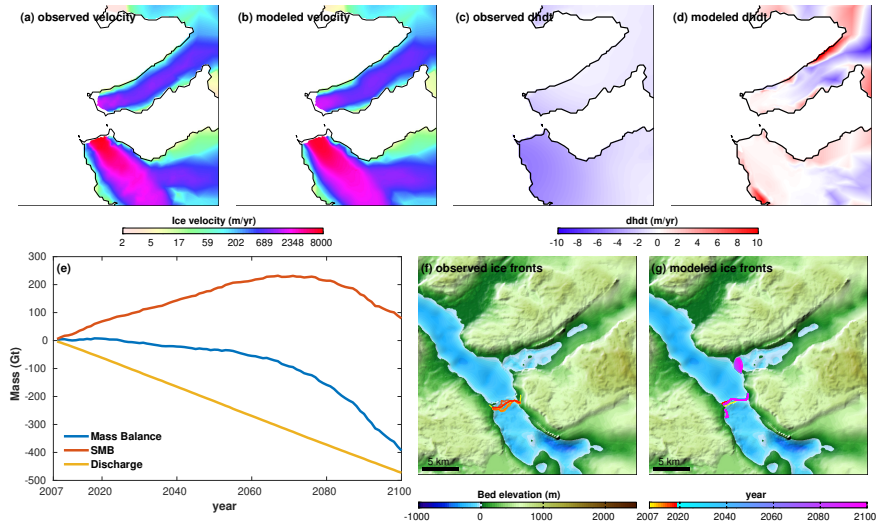 (a) observed velocity
(b) modeled velocity
(c) observed dhdt
(d) modeled dhdt
Ice velocity (m/yr)
2 5 17 59 202 689 2348 8000
dhdt (m/yr)
-10 -8 -6 -4 -2 0 2 4 6 8 10
(e)
300
200
100
0
-100
-200
-300
-400
-500
Mass (Gt)
Mass Balance
SMB
Discharge
2007 2020 2040 2060 2080 2100
year
(f) observed ice fronts
5 km
(g) modeled ice fronts
5 km
Bed elevation (m)
-1000 0 1000 2000
year
2007 2020 2040 2060 2080 2100